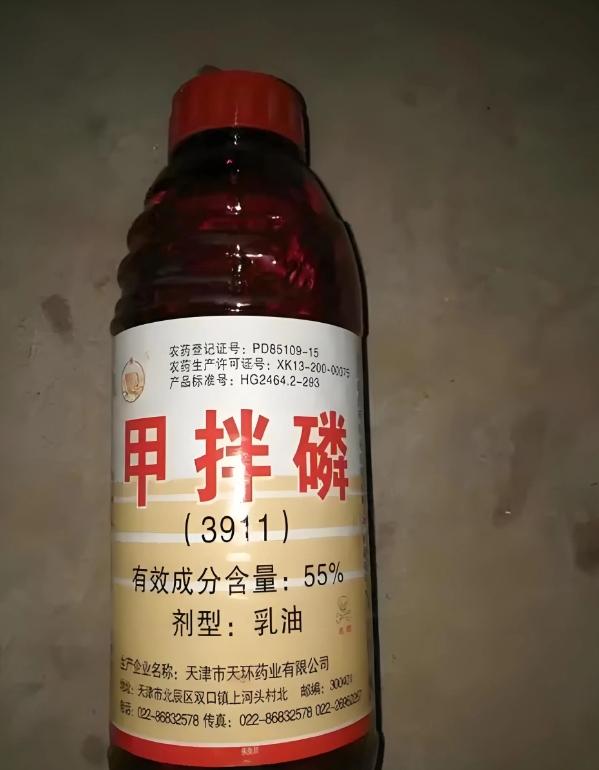 农药登记证号：PD85109-15
农药生产许可证号：XK13-200-00075
产品标准号：HG2464.2-293
甲拌磷
(3911)
有效成分含量：55%
剂型：乳油
生产企业名称：天津市天环药业有限公司
地址：天津市北辰区双口镇上河头村北 邮编：300401
电话：022-86832578 传真：022-86832578